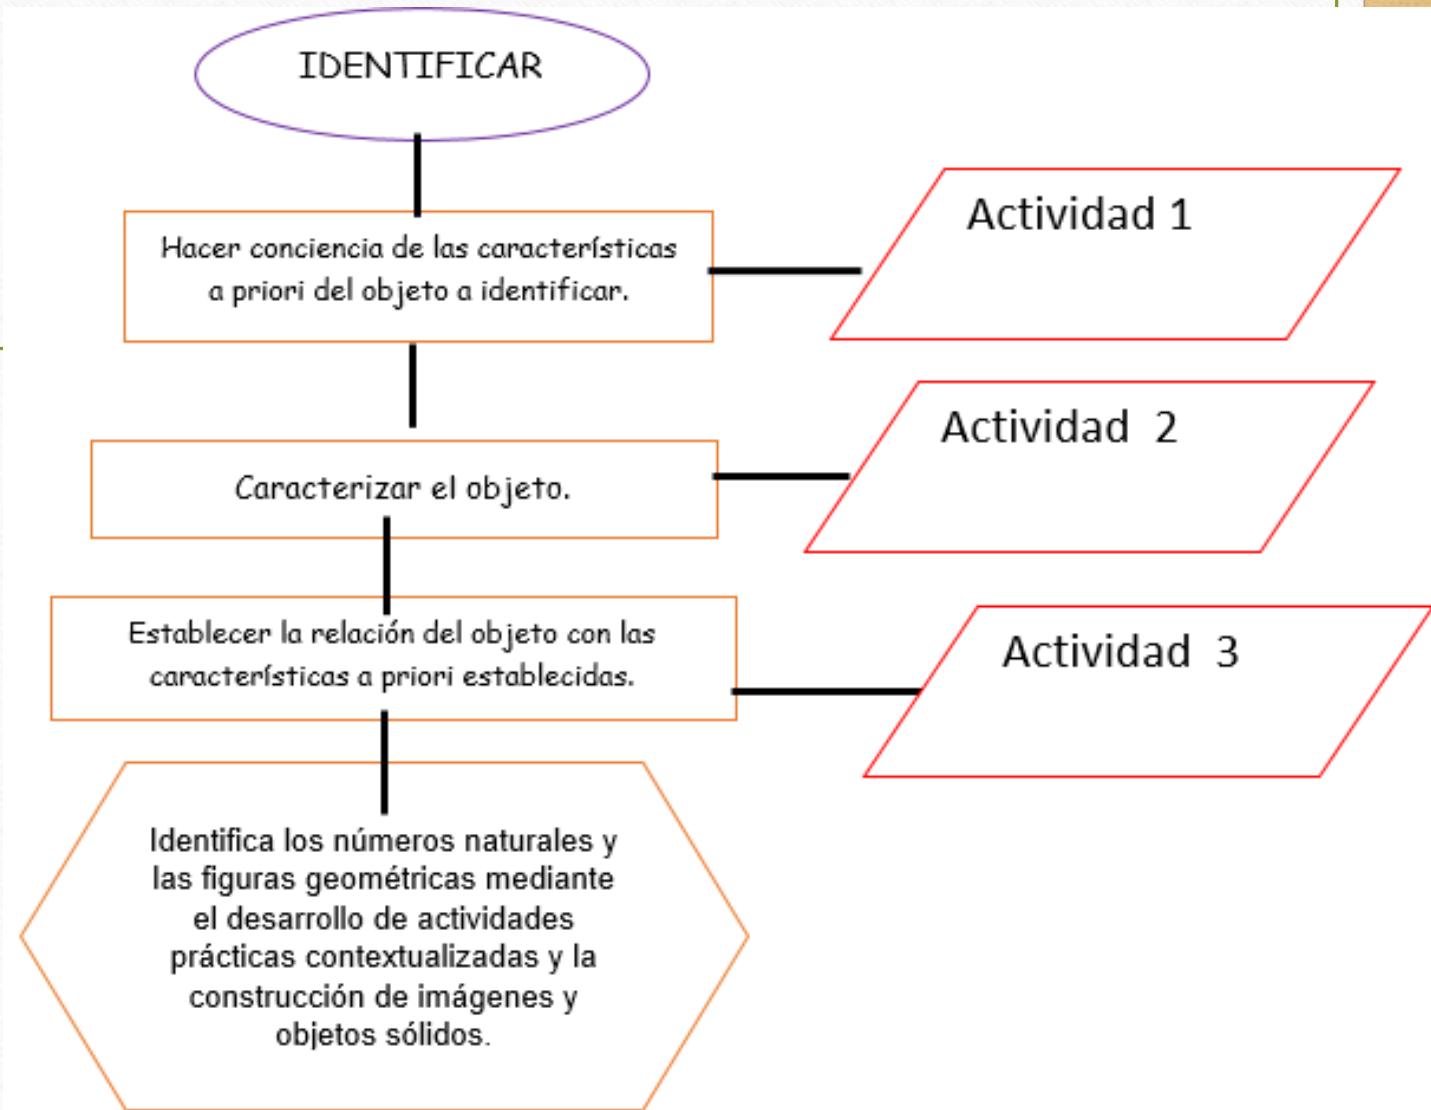 IDENTIFICAR
Hacer conciencia de las características
a priori del objeto a identificar.
Actividad 1
Caracterizar el objeto.
Actividad  2
Establecer la relación del objeto con las
características a priori establecidas.
Actividad  3
Identifica los números naturales y
las figuras geométricas mediante
el desarrollo de actividades
prácticas contextualizadas y la
construcción de imágenes y
objetos sólidos.